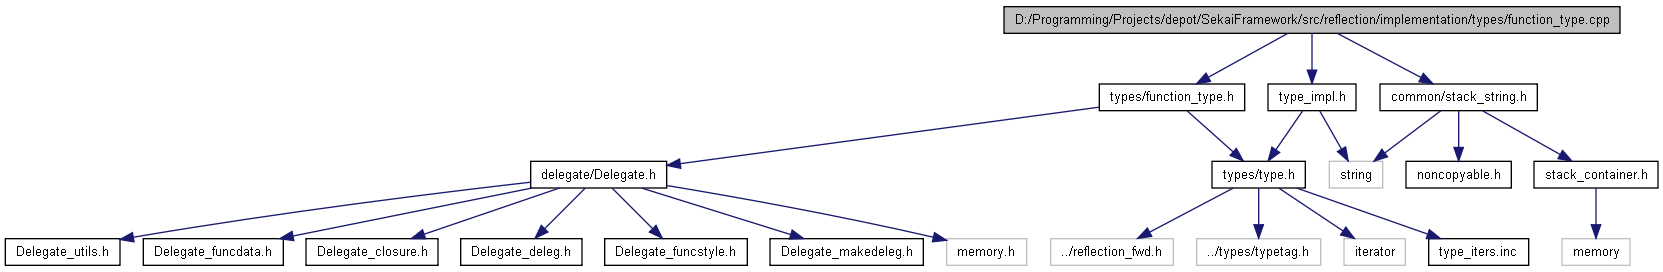 D:/Programming/Projects/depot/SekaiFramework/src/reflection/implementation/types/function_type.cpp
types/function_type.h
type_impl.h
common/stack_string.h
delegate/Delegate.h
types/type.h
string
noncopyable.h
stack_container.h
Delegate_utils.h
Delegate_funcdata.h
Delegate_closure.h
Delegate_deleg.h
Delegate_funcstyle.h
Delegate_makedeleg.h
memory.h
../reflection_fwd.h
../types/typetag.h
iterator
type_iters.inc
memory